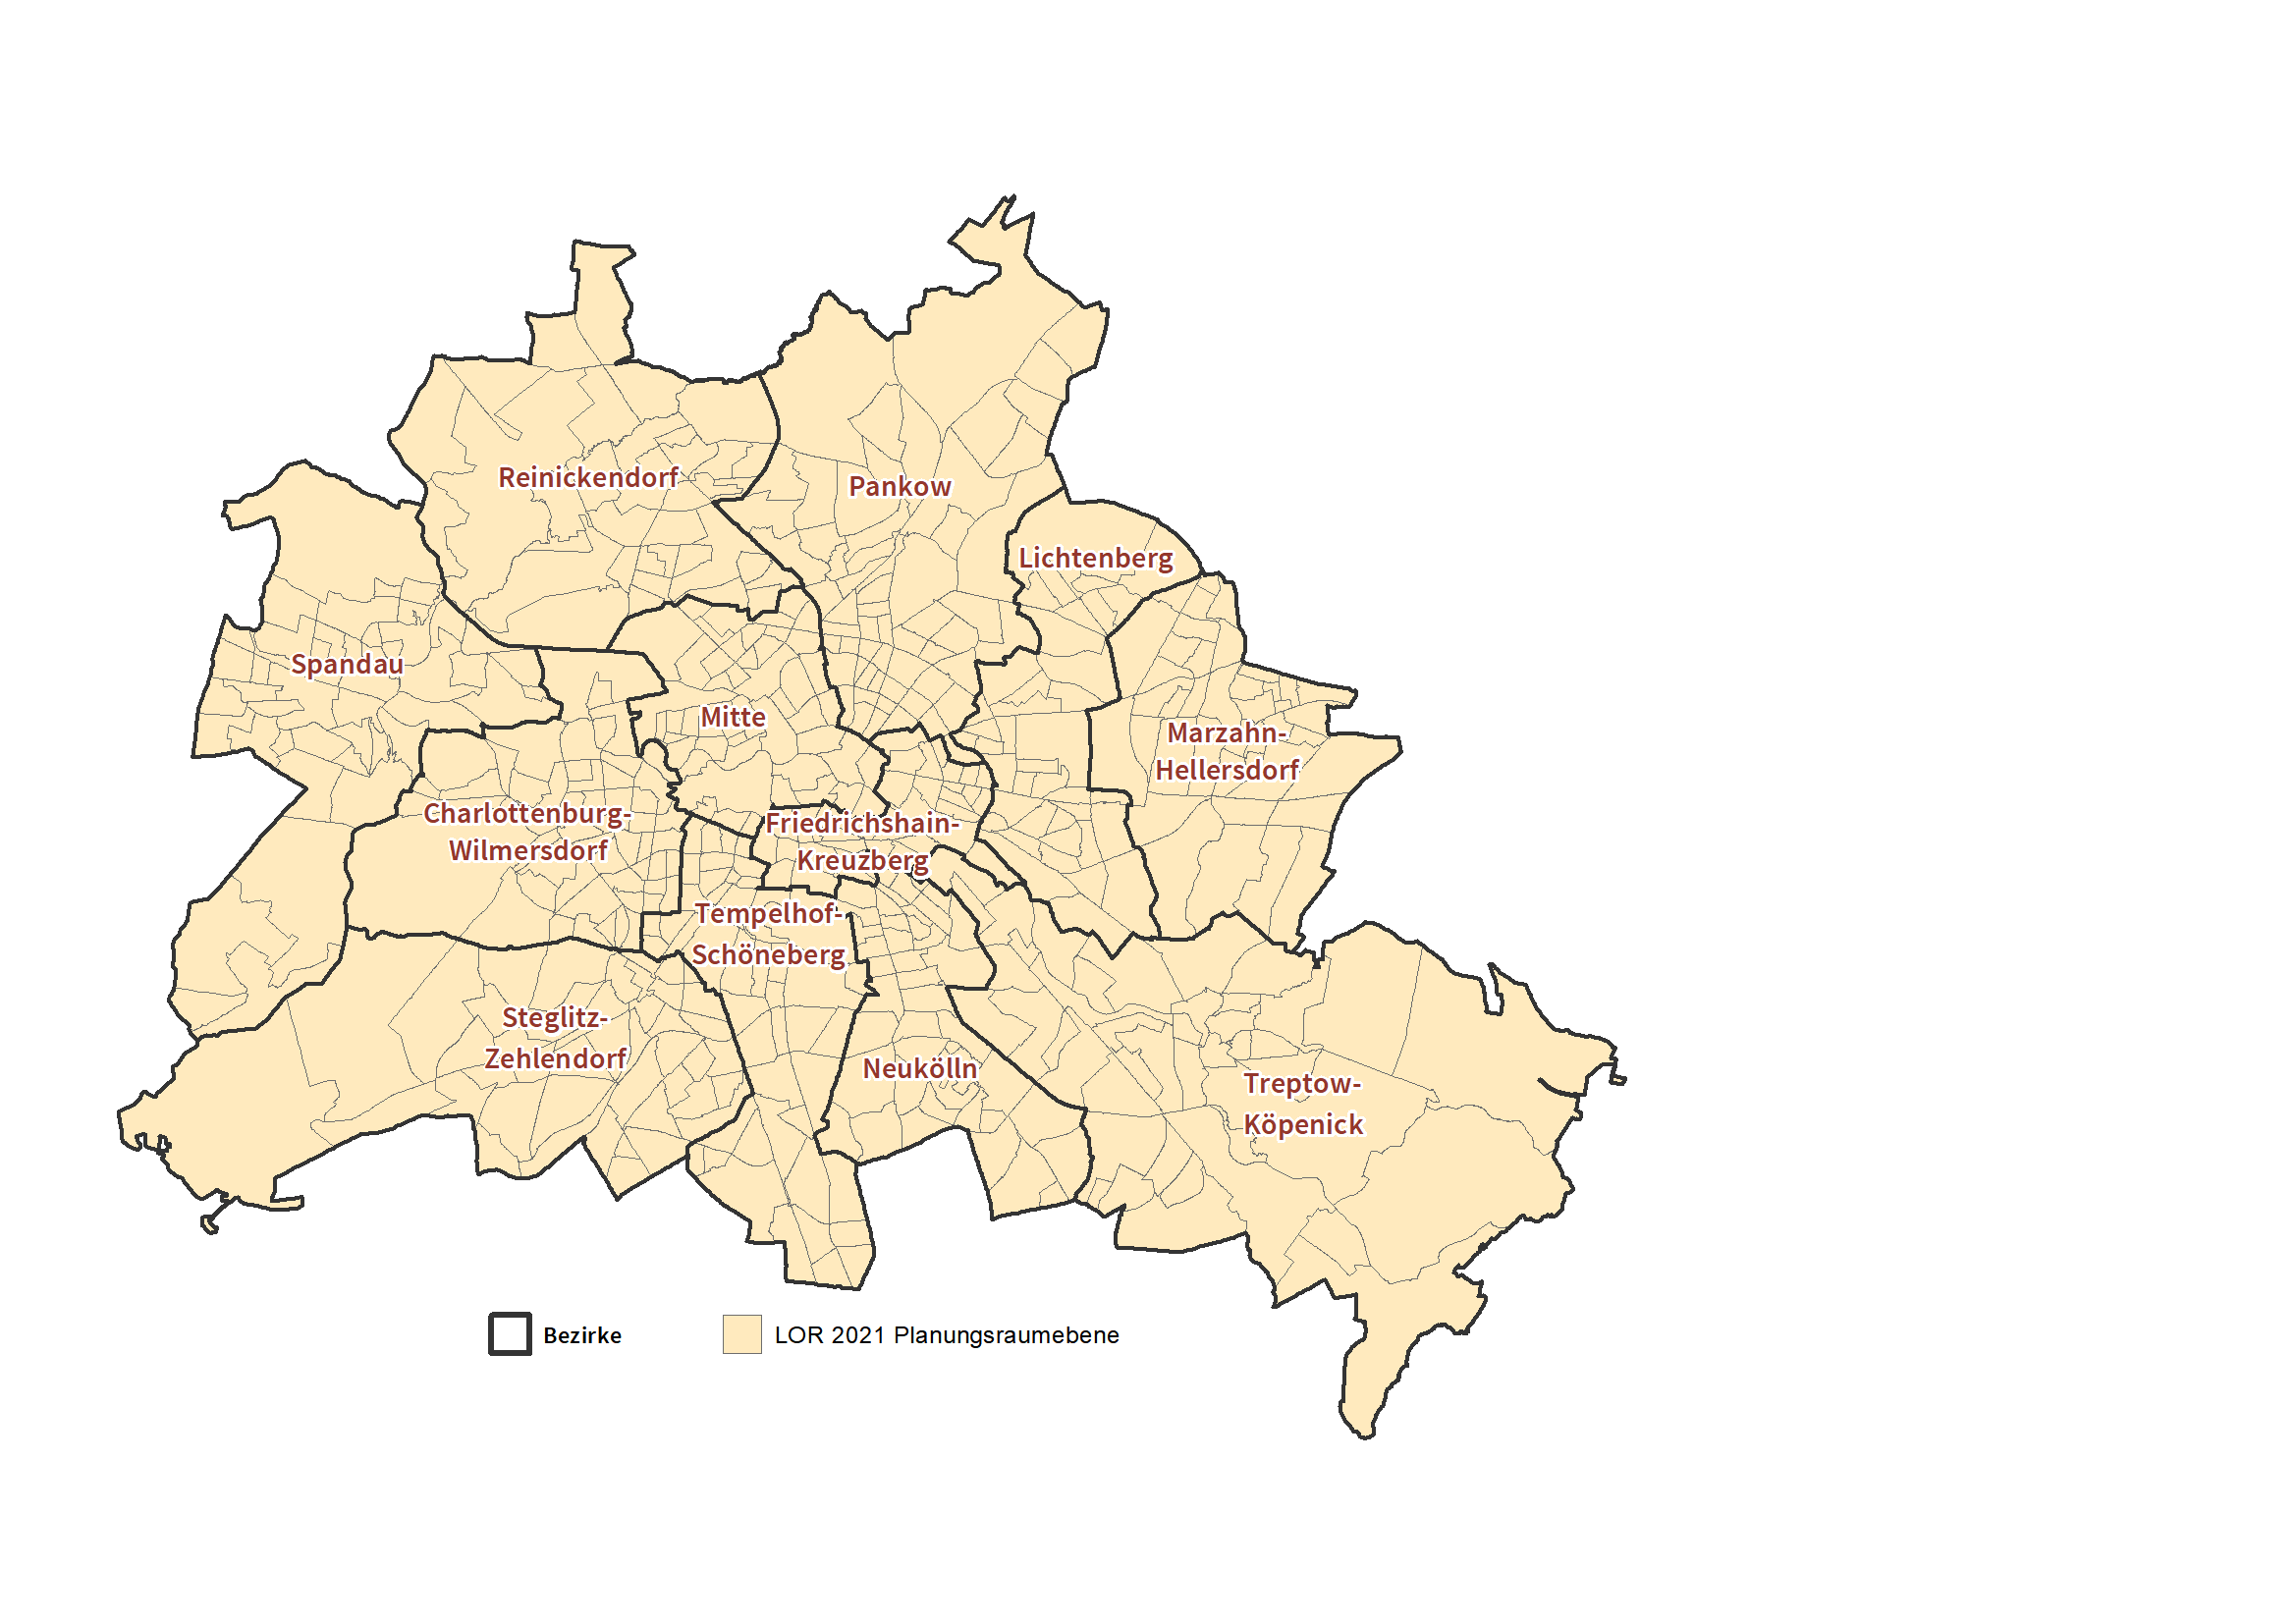 Reinickendorf
Pankow
Lichtenberg
Spandau
Mitte
Marzahn-
Hellersdorf
Charlottenburg-
Wilmersdorf
Friedrichshain-
Kreuzberg
Tempelhof-
Schöneberg
Steglitz-
Zehlendorf
Neukölln
Treptow-
Köpenick
Bezirke
LOR 2021 Planungsraumebene